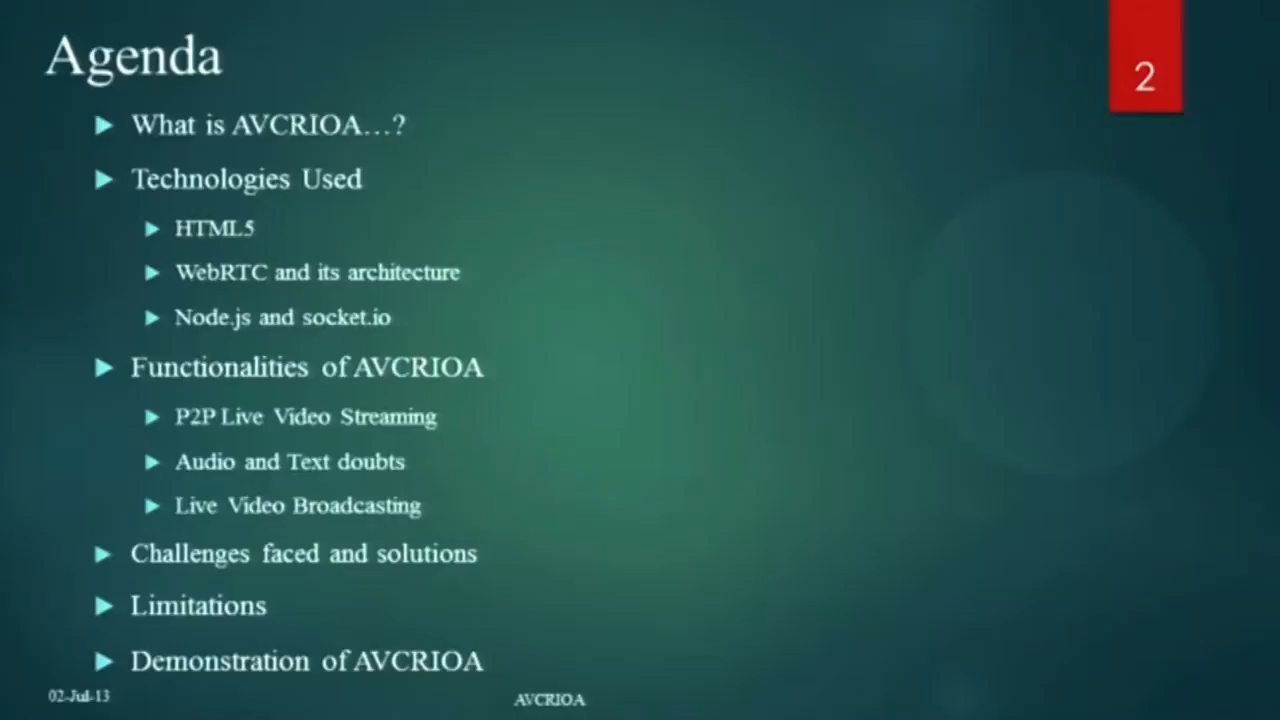 Agenda
2
What is AVCRIOA…?
Technologies Used
HTML5
WebRTC and its architecture
Node.js and socket.io
Functionalities of AVCRIOA
P2P Live Video Streaming
Audio and Text doubts
Live Video Broadcasting
Challenges faced and solutions
Limitations
Demonstration of AVCRIOA
02-Jul-13
AVCRIOA